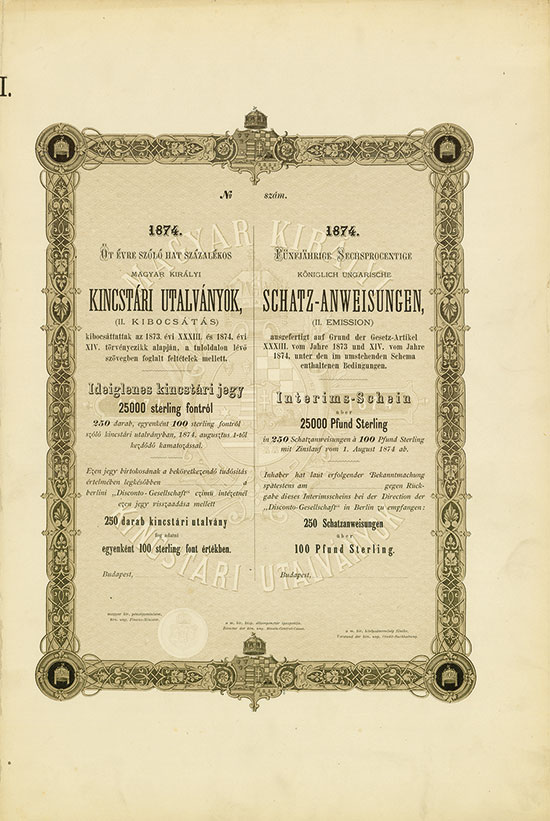 I.
№ szám.
1874.
ÖT ÉVRE SZÓLÓ HAT SZÁZALÉKOS
MAGYAR KIRÁLYI
KINCSTÁRI UTALVÁNYOK,
(II. KIBOCSÁTÁS)
kibocsáttattak az 1873. évi XXXIII. és 1874. évi
XIV. törvényczikk alapján, a tuloldalon lévő
szövegben foglalt feltételek mellett.
Ideiglenes kincstári jegy
25000 sterling fontról
250 darab, egyenként 100 sterling fontról
szóló kincstári utalványban, 1874. augusztus 1-től
kezdődő kamatozással.
Ezen jegy birtokosának a bekövetkezendő tudósítás
értelmében legkésőbben a
berlini „Disconto-Gesellschaft" czimü intézetnél
ezen jegy visszaadása mellett
250 darab kincstári utalvány
fog adatni
egyenként 100 sterling font értékben.
Budapest,
1874.
FÜNFJÄHRIGE SECHSPROCENTIGE
KÖNIGLICH UNGARISCHE
SCHATZ-ANWEISUNGEN,
(II. EMISSION)
ausgefertigt auf Grund der Gesetz-Artikel
XXXIII. vom Jahre 1873 und XIV. vom Jahre
1874, unter den im umstehenden Schema
enthaltenen Bedingungen.
Interims-Schein
über
25000 Pfund Sterling
in 250 Schatzanweisungen à 100 Pfund Sterling
mit Zinslauf vom 1. August 1874 ab.
Inhaber hat laut erfolgender Bekanntmachung
spätestens am gegen Rück-
gabe dieses Interimsscheins bei der Direction der
„Disconto-Gesellschaft" in Berlin zu empfangen:
250 Schatzanweisungen
über
100 Pfund Sterling.
Budapest,
MAGYAR KIRÁLYI
KINCSTÁRI UTALVÁNYOK